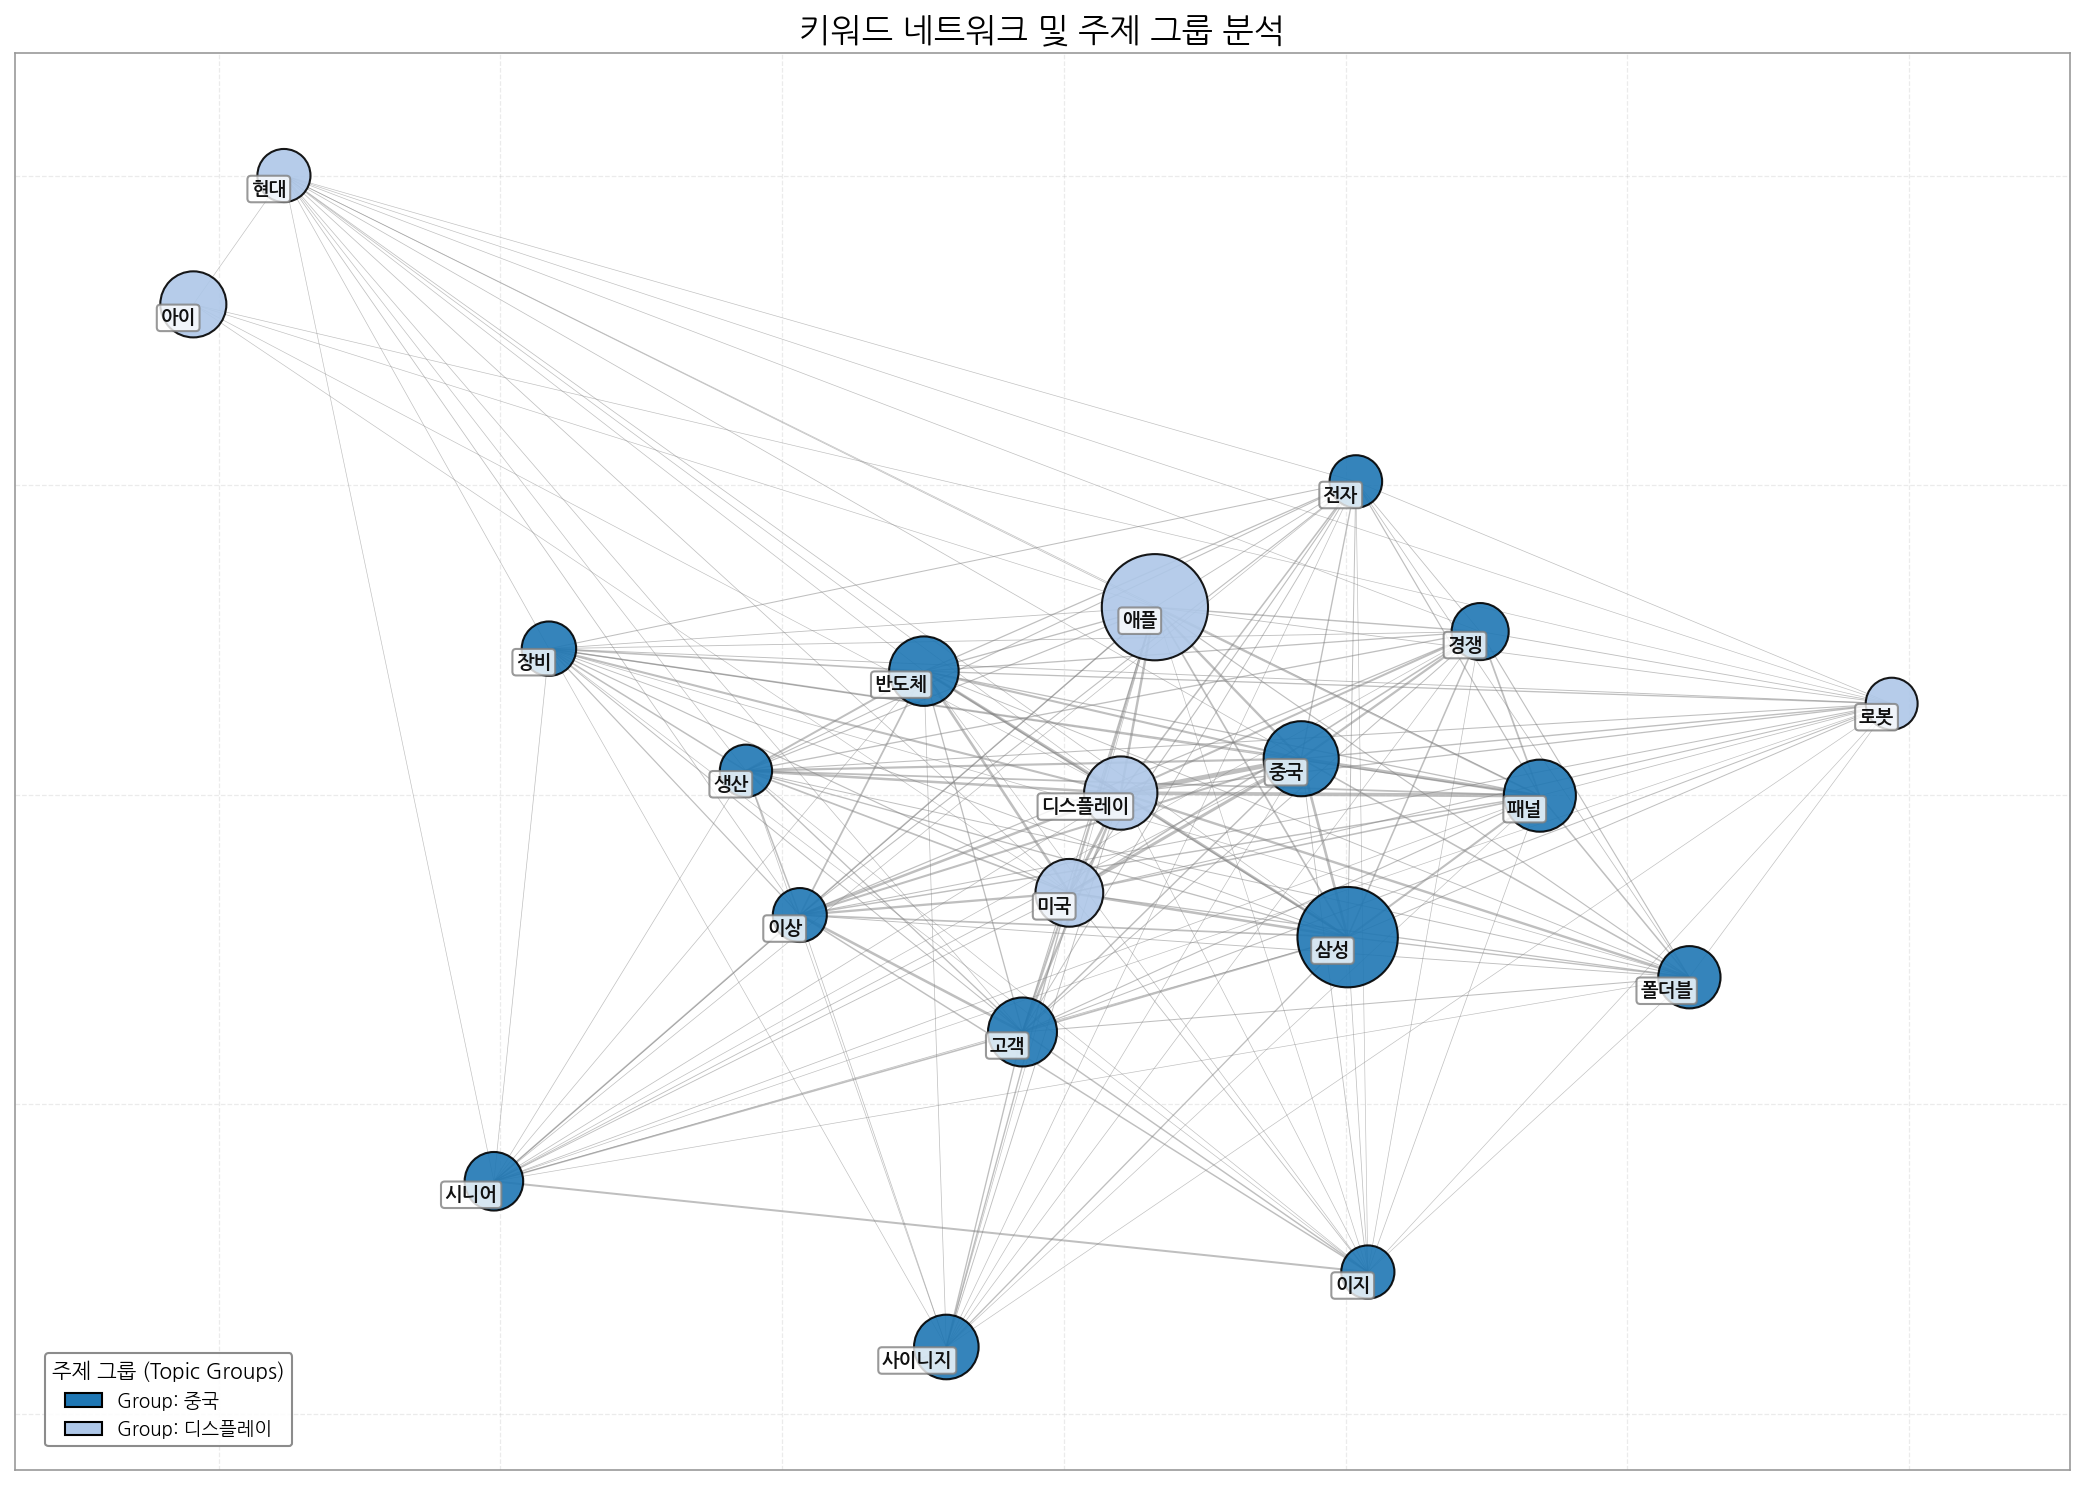 키워드 네트워크 및 주제 그룹 분석
현대
아이
전자
애플
경쟁
장비
반도체
로봇
중국
생산
디스플레이
패널
미국
이상
삼성
폴더블
고객
시니어
이지
사이니지
주제 그룹 (Topic Groups)
Group: 중국
Group: 디스플레이